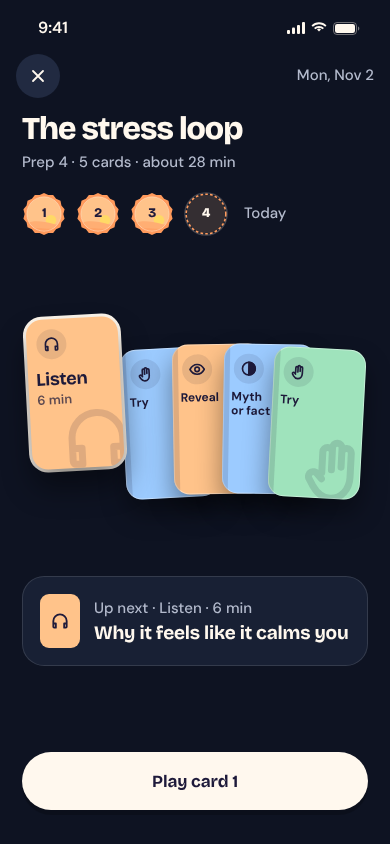 9:41
Mon, Nov 2
The stress loop
Prep 4 · 5 cards · about 28 min
1 2 3 4 Today
Listen
6 min
Try
Reveal
Myth
or fact
Try
Up next · Listen · 6 min
Why it feels like it calms you
Play card 1